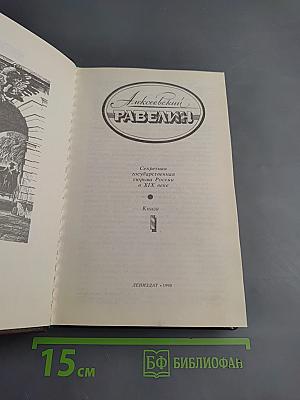 Алексеевский
РАВЕЛИН
Секретная
государственная
тюрьма России
в XIX веке
Книга
1
ЛЕНИЗДАТ • 1990
15 см
БФ БИБЛИОФАН